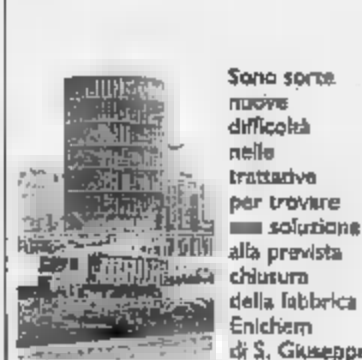 Sono sorte
nuove
difficoltà
nelle
trattative
per trovare
soluzione
alla prevista
chiusura
della fabbrica
Enichem
di S. Giuseppe